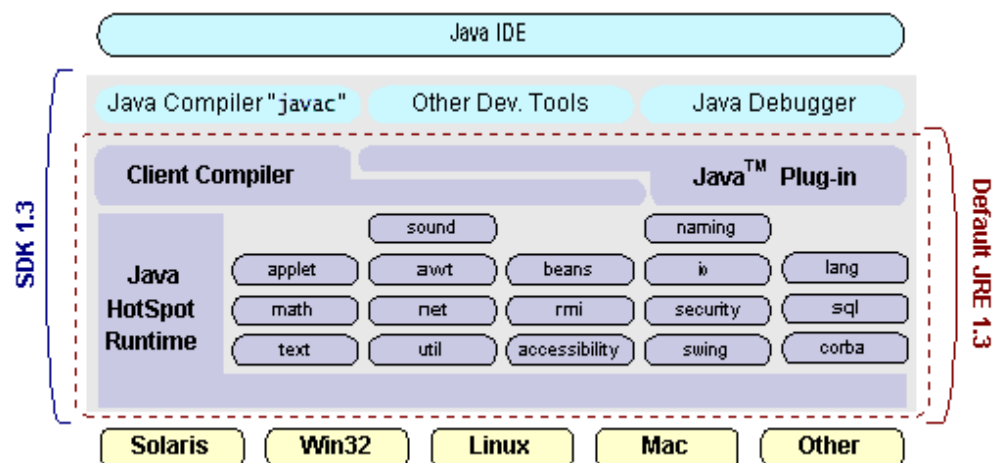 Java IDE
Java Compiler "javac"
Other Dev. Tools
Java Debugger
SDK 1.3
Default JRE 1.3
Client Compiler
Java™ Plug-in
Java
HotSpot
Runtime
sound
naming
applet
awt
beans
io
lang
math
net
rmi
security
sql
text
util
accessibility
swing
corba
Solaris
Win32
Linux
Mac
Other